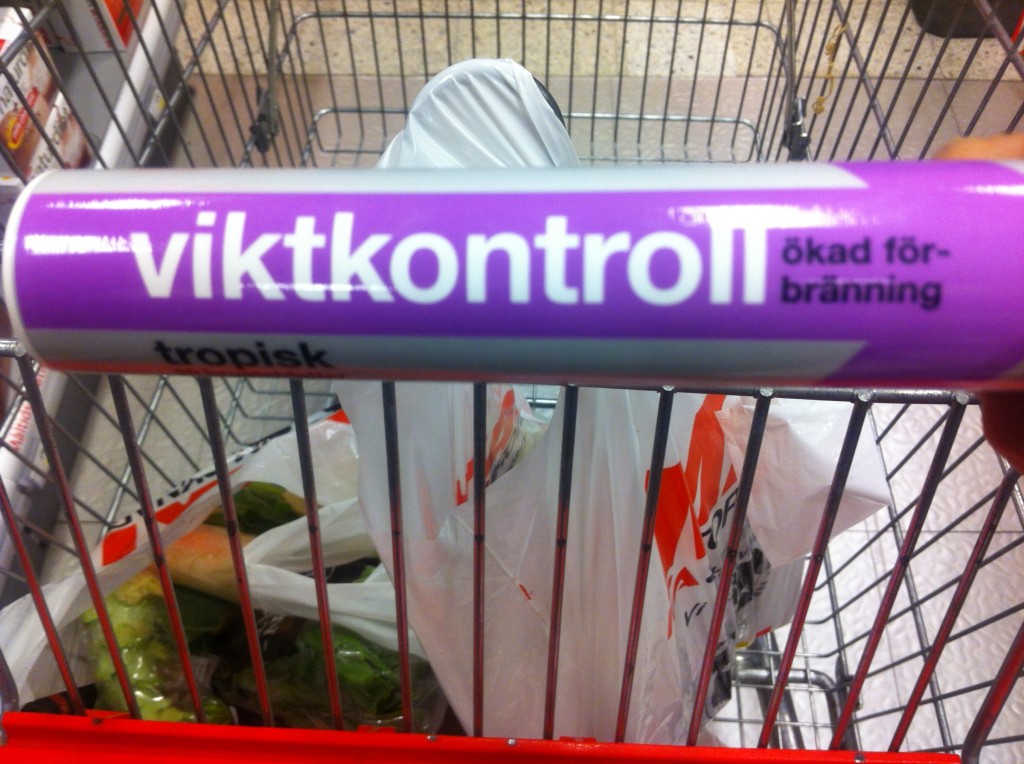 viktkontroll
ökad för-
bränning
tropisk